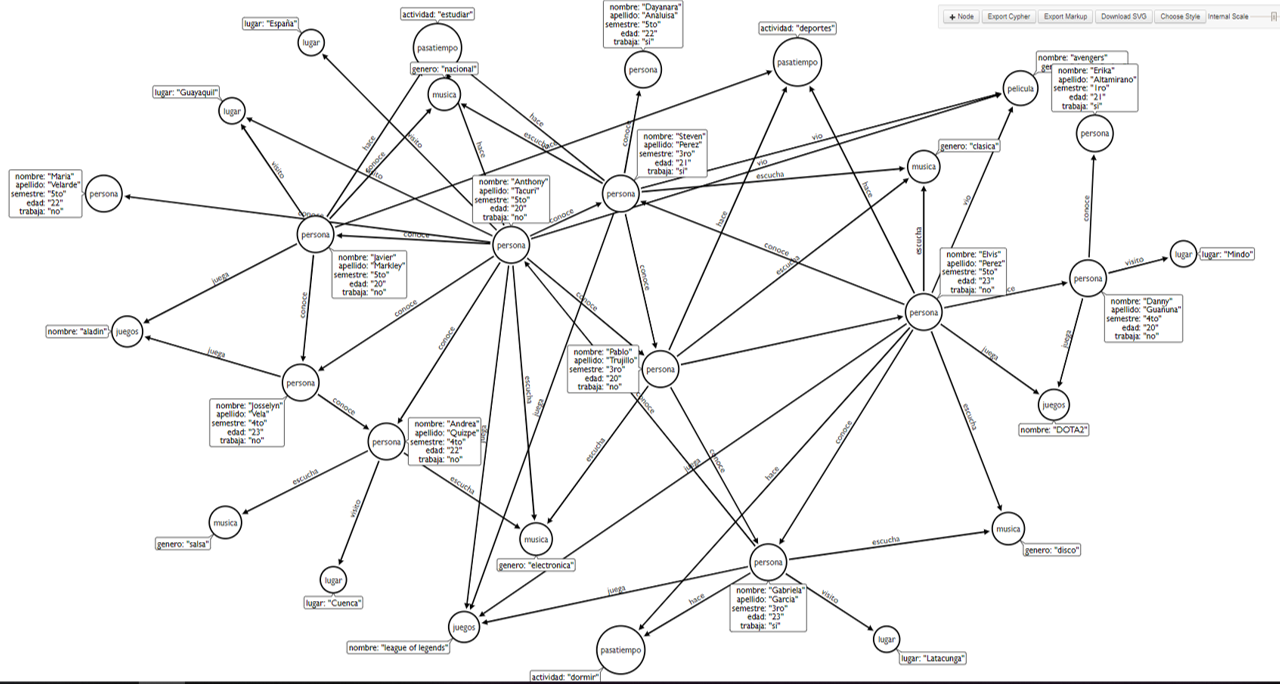 + Node
Export Cypher
Export Markup
Download SVG
Choose Style
Internal Scale
lugar: "España"
lugar
actividad: "estudiar"
pasatiempo
nombre: "Dayanara"
apellido: "Analuisa"
semestre: "5to"
edad: "22"
trabaja: "si"
persona
actividad: "deportes"
pasatiempo
nombre: "avengers"
pelicula
nombre: "Erika"
apellido: "Altamirano"
semestre: "1ro"
edad: "21"
trabaja: "si"
persona
genero: "nacional"
musica
lugar: "Guayaquil"
lugar
hace
conoce
visito
visito
visito
hace
hace
escucha
conoce
nombre: "Steven"
apellido: "Perez"
semestre: "3ro"
edad: "21"
trabaja: "si"
persona
vio
vio
escucha
genero: "clasica"
musica
hace
vio
conoce
nombre: "Maria"
apellido: "Velarde"
semestre: "5to"
edad: "22"
trabaja: "no"
persona
conoce
persona
nombre: "Javier"
apellido: "Markley"
semestre: "5to"
edad: "20"
trabaja: "no"
nombre: "Anthony"
apellido: "Tacuri"
semestre: "5to"
edad: "20"
trabaja: "no"
persona
conoce
conoce
hace
conoce
escucha
escucha
nombre: "Elvis"
apellido: "Perez"
semestre: "5to"
edad: "23"
trabaja: "no"
persona
visito
lugar
lugar: "Mindo"
persona
nombre: "Danny"
apellido: "Guañuna"
semestre: "4to"
edad: "20"
trabaja: "no"
juega
nombre: "aladin"
juegos
juega
conoce
conoce
conoce
conoce
conoce
nombre: "Pablo"
apellido: "Trujillo"
semestre: "3ro"
edad: "20"
trabaja: "no"
persona
juega
juega
juegos
nombre: "DOTA2"
persona
nombre: "Josselyn"
apellido: "Vela"
semestre: "4to"
edad: "23"
trabaja: "no"
conoce
persona
nombre: "Andrea"
apellido: "Quizpe"
semestre: "4to"
edad: "22"
trabaja: "no"
escucha
juega
juega
conoce
conoce
escucha
escucha
escucha
visito
escucha
juega
conoce
hace
musica
genero: "salsa"
lugar
lugar: "Cuenca"
musica
genero: "electronica"
musica
genero: "disco"
persona
escucha
nombre: "Gabriela"
apellido: "Garcia"
semestre: "3ro"
edad: "23"
trabaja: "si"
juega
hace
visito
juegos
nombre: "league of legends"
pasatiempo
actividad: "dormir"
lugar
lugar: "Latacunga"